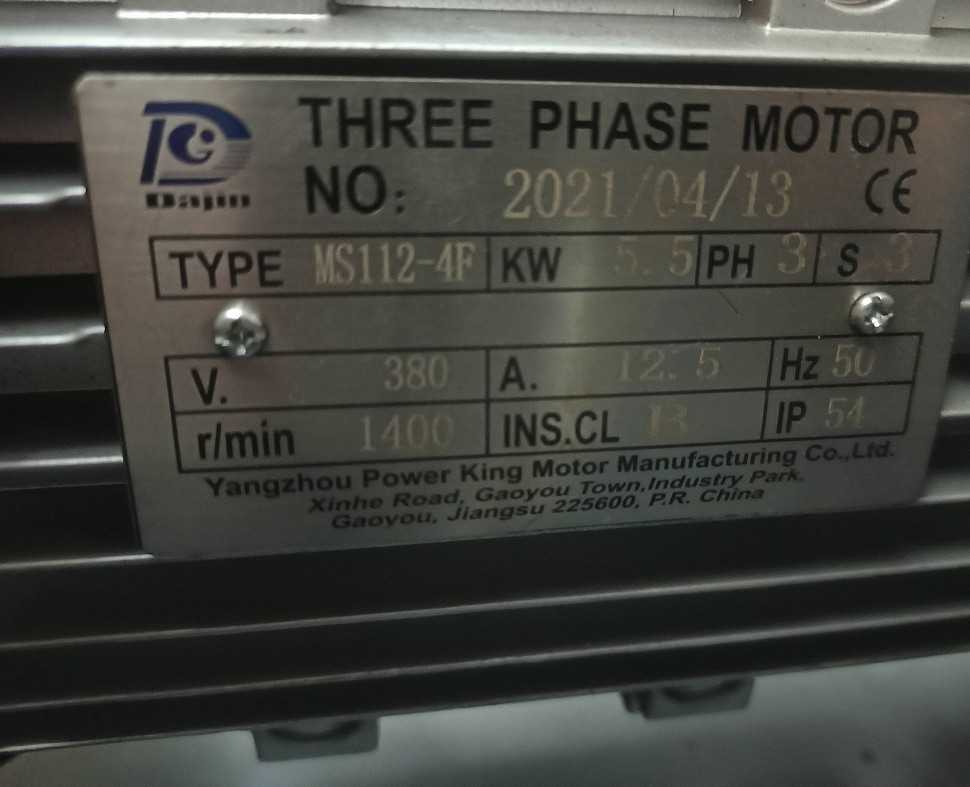 Dajin
THREE PHASE MOTOR
NO: 2021/04/13 CE
TYPE MS112-4F KW 5.5 PH 3 S 3
V. 380 A. 12.5 Hz 50
r/min 1400 INS.CL B IP 54
Yangzhou Power King Motor Manufacturing Co.,Ltd.
Xinhe Road, Gaoyou Town,Industry Park,
Gaoyou, Jiangsu 225600, P.R. China